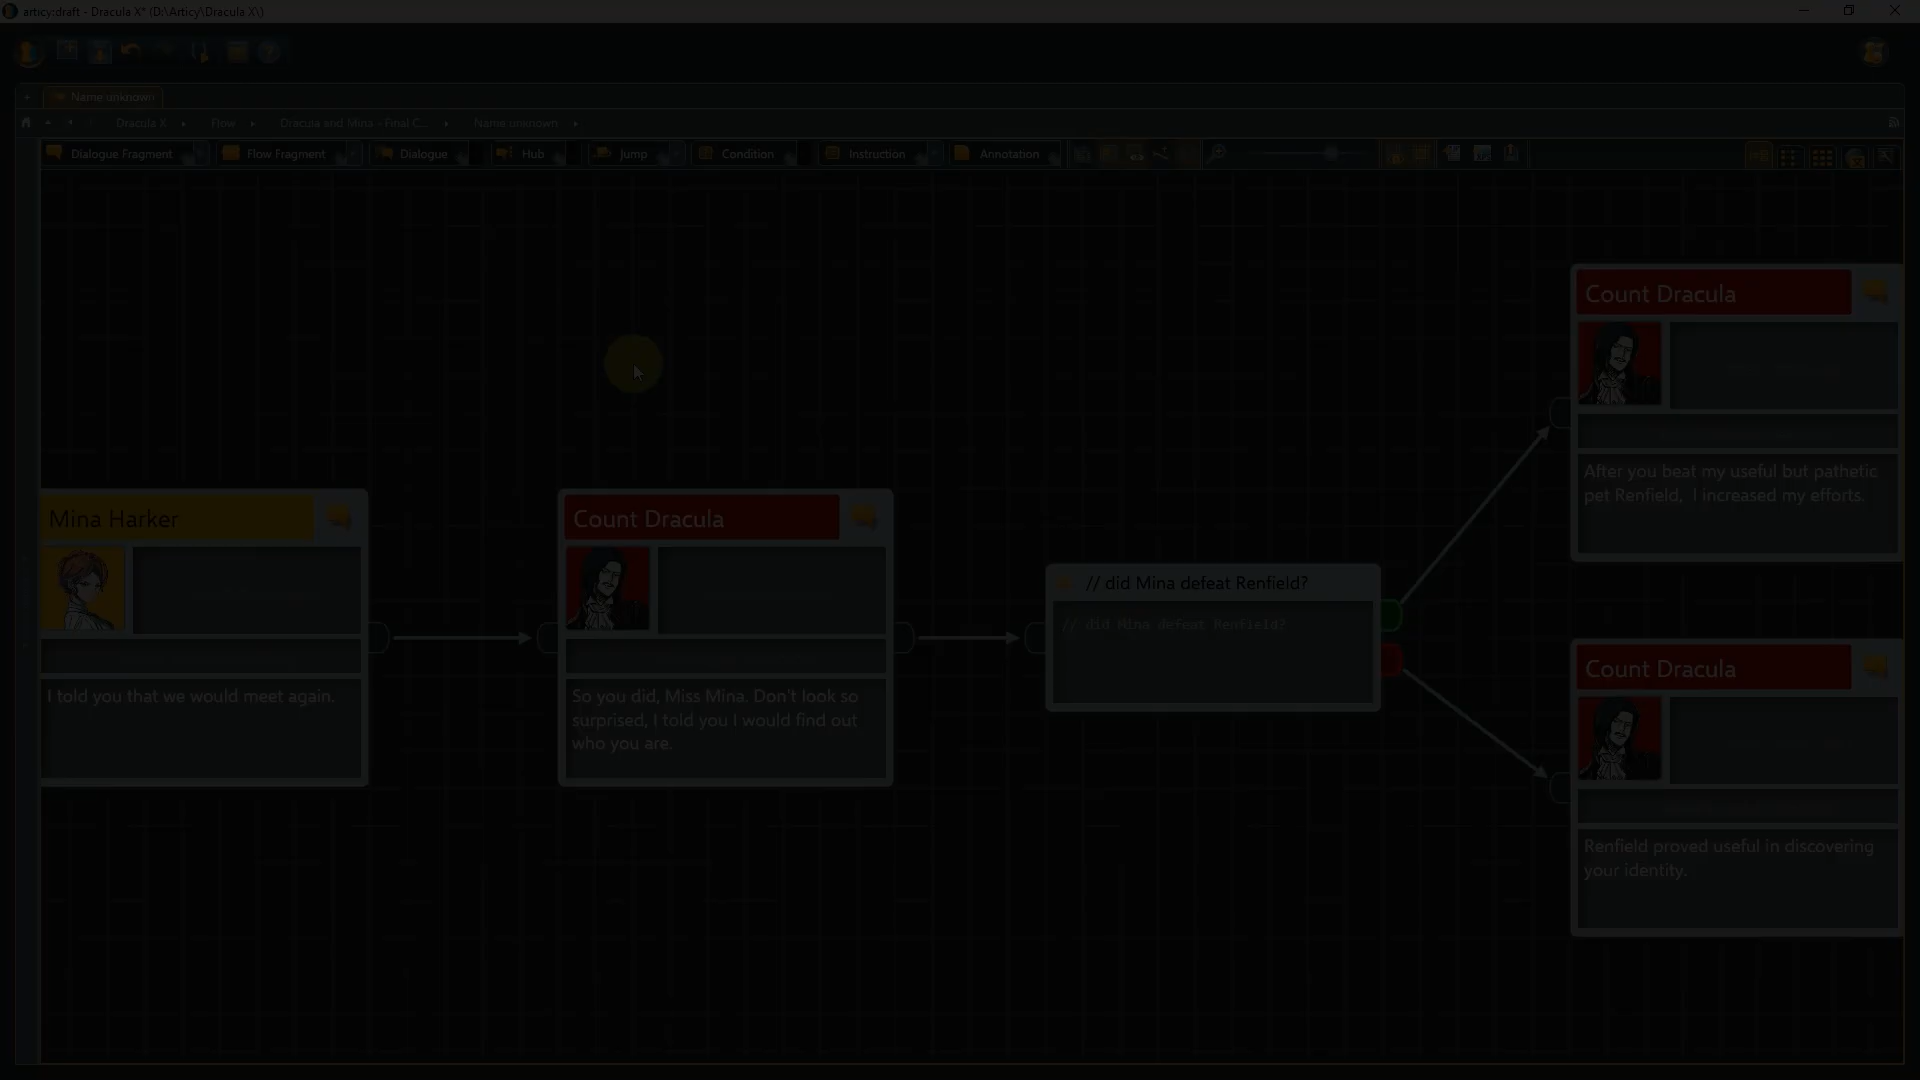 articy:draft - Dracula X* (D:\Articy\Dracula X\)
Name unknown
Dracula X
Flow
Dracula and Mina - Final C...
Name unknown
Dialogue Fragment
Flow Fragment
Dialogue
Hub
Jump
Condition
Instruction
Annotation
Mina Harker
I told you that we would meet again.
Count Dracula
So you did, Miss Mina. Don't look so
surprised, I told you I would find out
who you are.
// did Mina defeat Renfield?
// did Mina defeat Renfield?
Count Dracula
After you beat my useful but pathetic
pet Renfield,  I increased my efforts.
Count Dracula
Renfield proved useful in discovering
your identity.